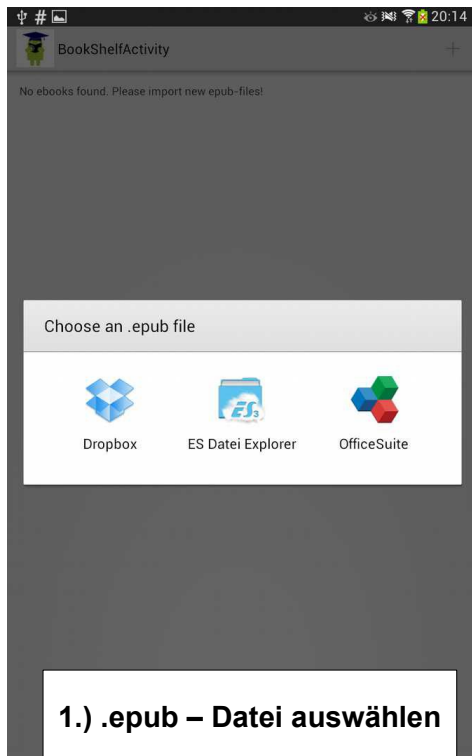 20:14
BookShelfActivity
No ebooks found. Please import new epub-files!
Choose an .epub file
Dropbox
ES Datei Explorer
OfficeSuite
1.) .epub – Datei auswählen